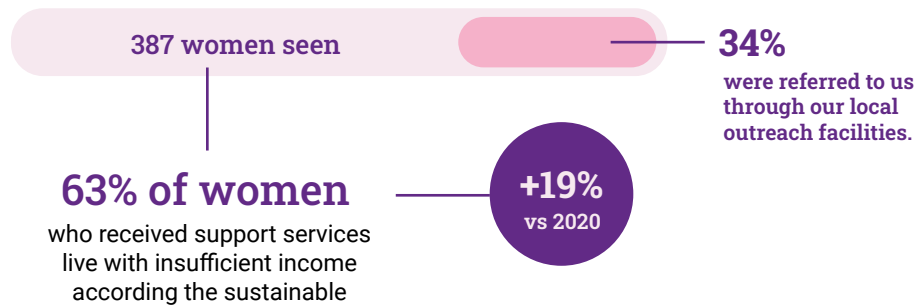 387 women seen
34%
were referred to us
through our local
outreach facilities.
63% of women
who received support services
live with insufficient income
according the sustainable
+19%
vs 2020